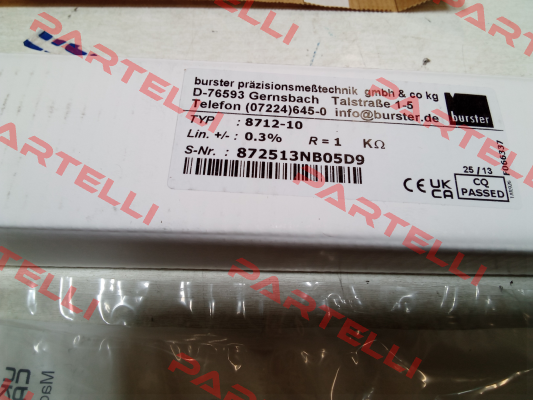 burster präzisionsmeßtechnik gmbh & co kg
D-76593 Gernsbach Talstraße 1-5
Telefon (07224)645-0 info@burster.de
burster
TYP : 8712-10
Lin. +/- : 0.3% R = 1 KΩ
S-Nr. : 872513NB05D9
CE UK CA
25 / 13
CQ
PASSED
F066337
PARTELLI
PARTELLI
PARTELLI
PARTELLI
PARTELLI